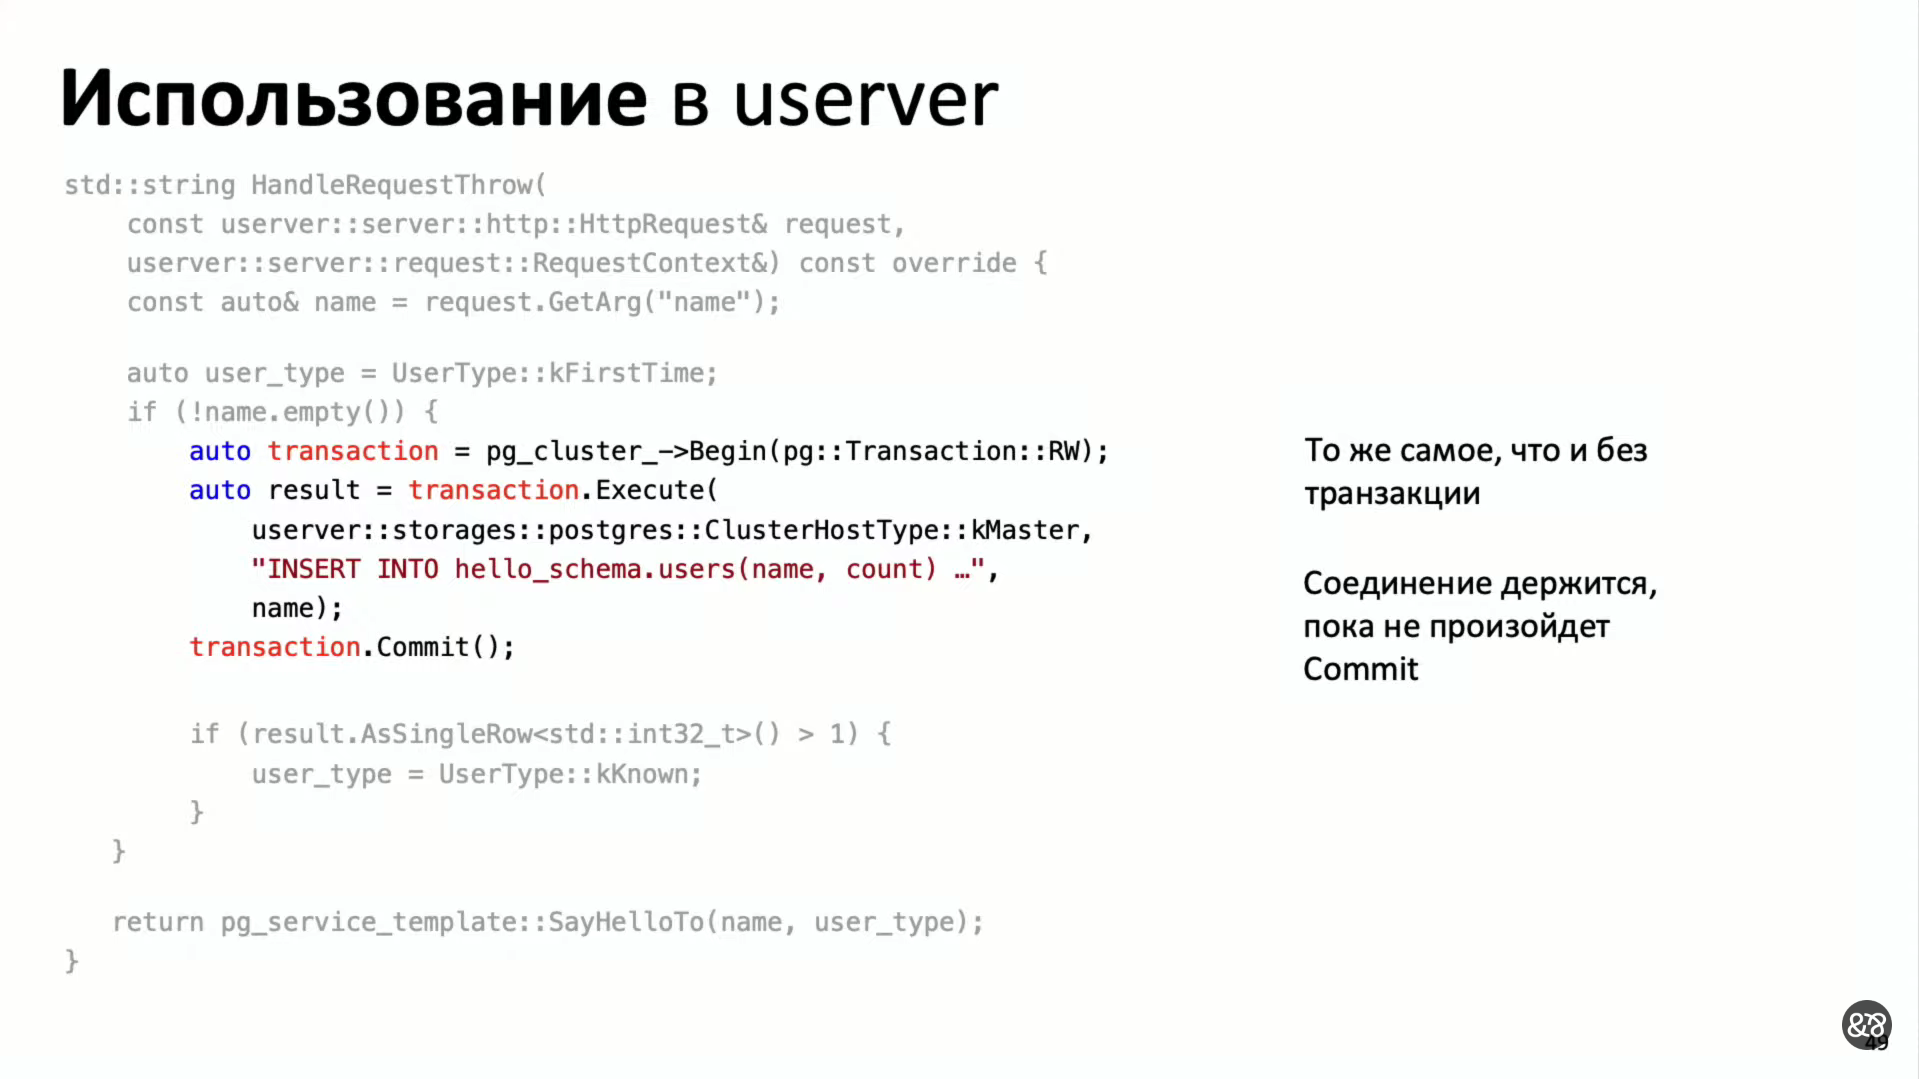 Использование в userver
std::string HandleRequestThrow(
const userver::server::http::HttpRequest& request,
userver::server::request::RequestContext&) const override {
const auto& name = request.GetArg("name");
auto user_type = UserType::kFirstTime;
if (!name.empty()) {
auto transaction = pg_cluster_->Begin(pg::Transaction::RW);
auto result = transaction.Execute(
userver::storages::postgres::ClusterHostType::kMaster,
"INSERT INTO hello_schema.users(name, count) …",
name);
transaction.Commit();
if (result.AsSingleRow<std::int32_t>() > 1) {
user_type = UserType::kKnown;
}
}
return pg_service_template::SayHelloTo(name, user_type);
}
То же самое, что и без
транзакции
Соединение держится,
пока не произойдет
Commit
49